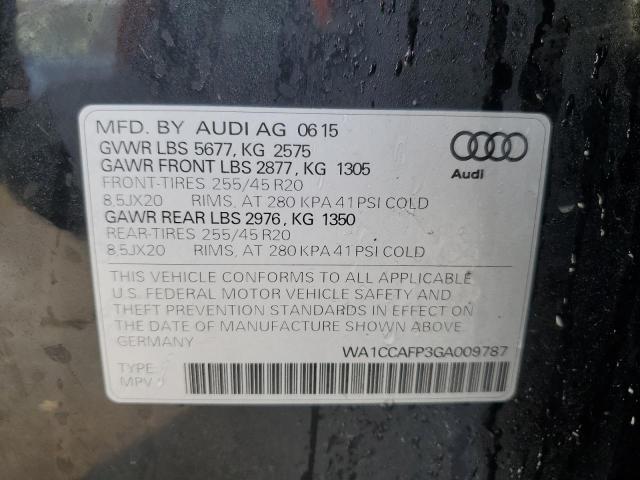 MFD. BY AUDI AG 06 15
GVWR LBS 5677, KG 2575
GAWR FRONT LBS 2877, KG 1305
FRONT-TIRES 255/45 R20
8,5JX20 RIMS, AT 280 KPA 41 PSI COLD
GAWR REAR LBS 2976, KG 1350
REAR-TIRES 255/45 R20
8,5JX20 RIMS, AT 280 KPA 41 PSI COLD
Audi
THIS VEHICLE CONFORMS TO ALL APPLICABLE
U.S. FEDERAL MOTOR VEHICLE SAFETY AND
THEFT PREVENTION STANDARDS IN EFFECT ON
THE DATE OF MANUFACTURE SHOWN ABOVE
GERMANY
WA1CCAFP3GA009787
TYPE:
MPV